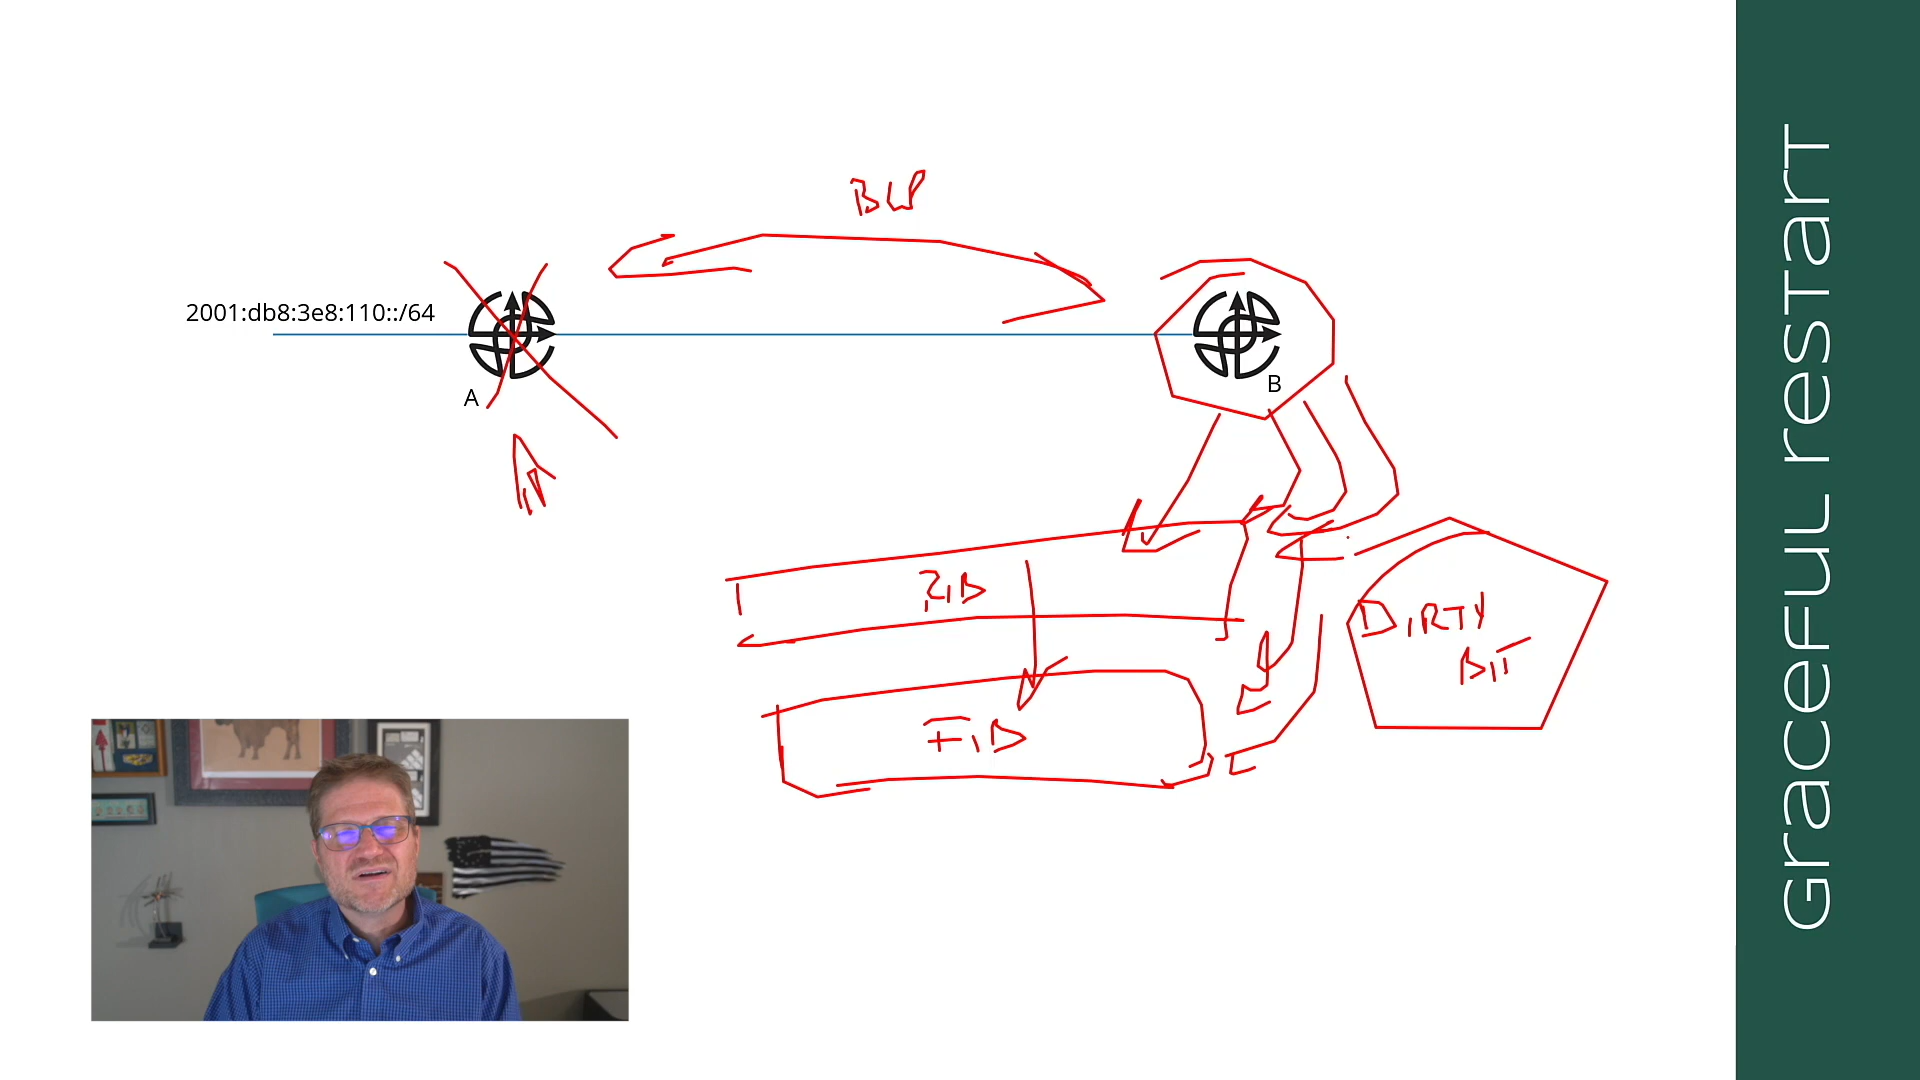 BGP
2001:db8:3e8:110::/64
A
B
RIB
DIRTY
BIT
FIB
Graceful restart